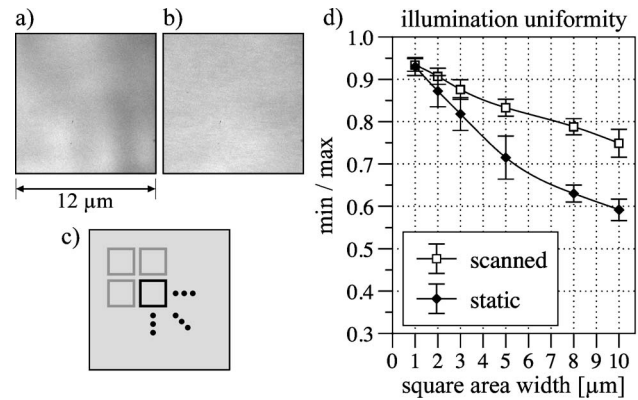 a)
b)
12 µm
c)
d)
illumination uniformity
min / max
1.0
0.9
0.8
0.7
0.6
0.5
0.4
0.3
scanned
static
0 1 2 3 4 5 6 7 8 9 10
square area width [µm]